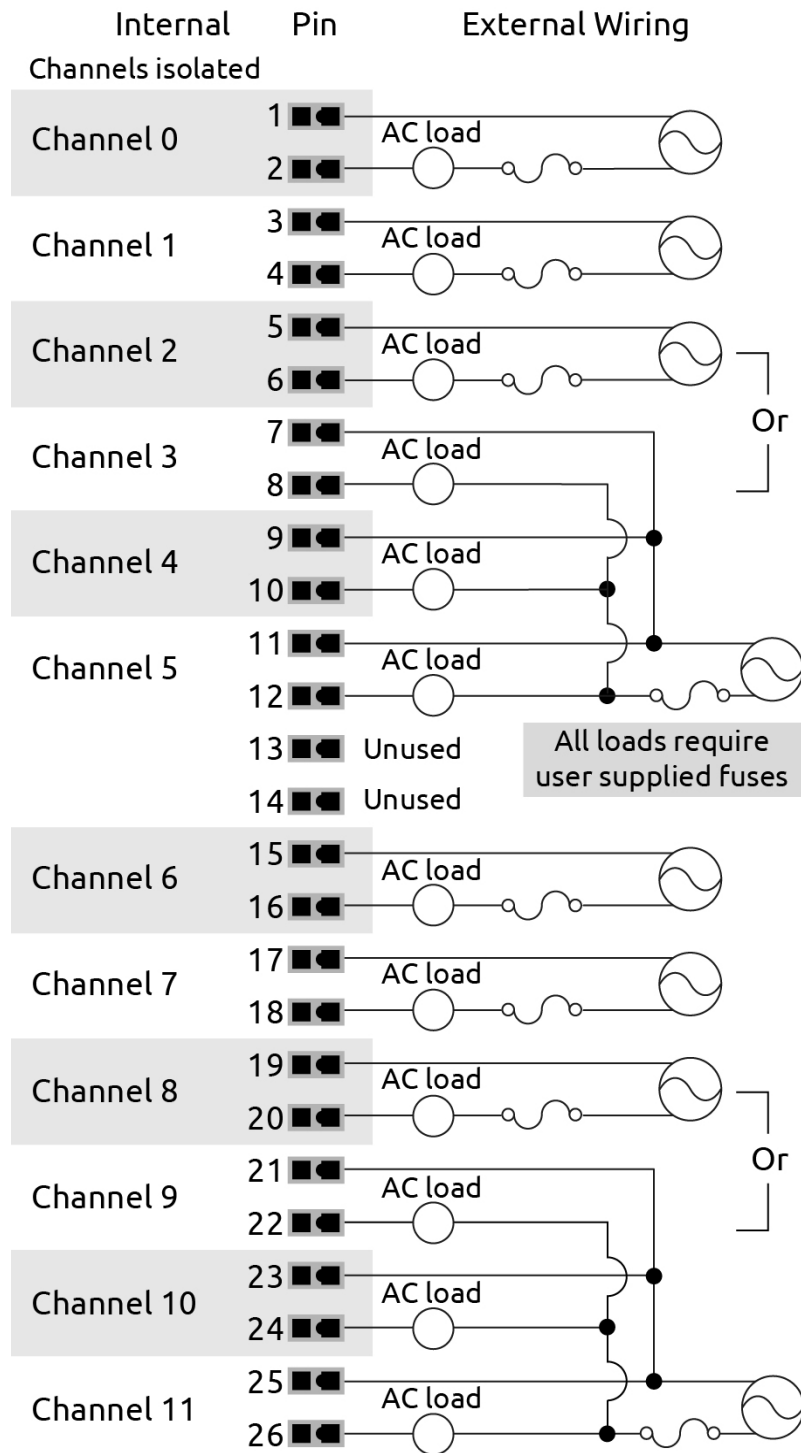 Internal Pin External Wiring
Channels isolated
Channel 0
1
AC load
2
Channel 1
3
AC load
4
Channel 2
5
AC load
6
Or
Channel 3
7
AC load
8
Channel 4
9
AC load
10
Channel 5
11
AC load
12
13 Unused
14 Unused
All loads require
user supplied fuses
Channel 6
15
AC load
16
Channel 7
17
AC load
18
Channel 8
19
AC load
20
Or
Channel 9
21
AC load
22
Channel 10
23
AC load
24
Channel 11
25
AC load
26